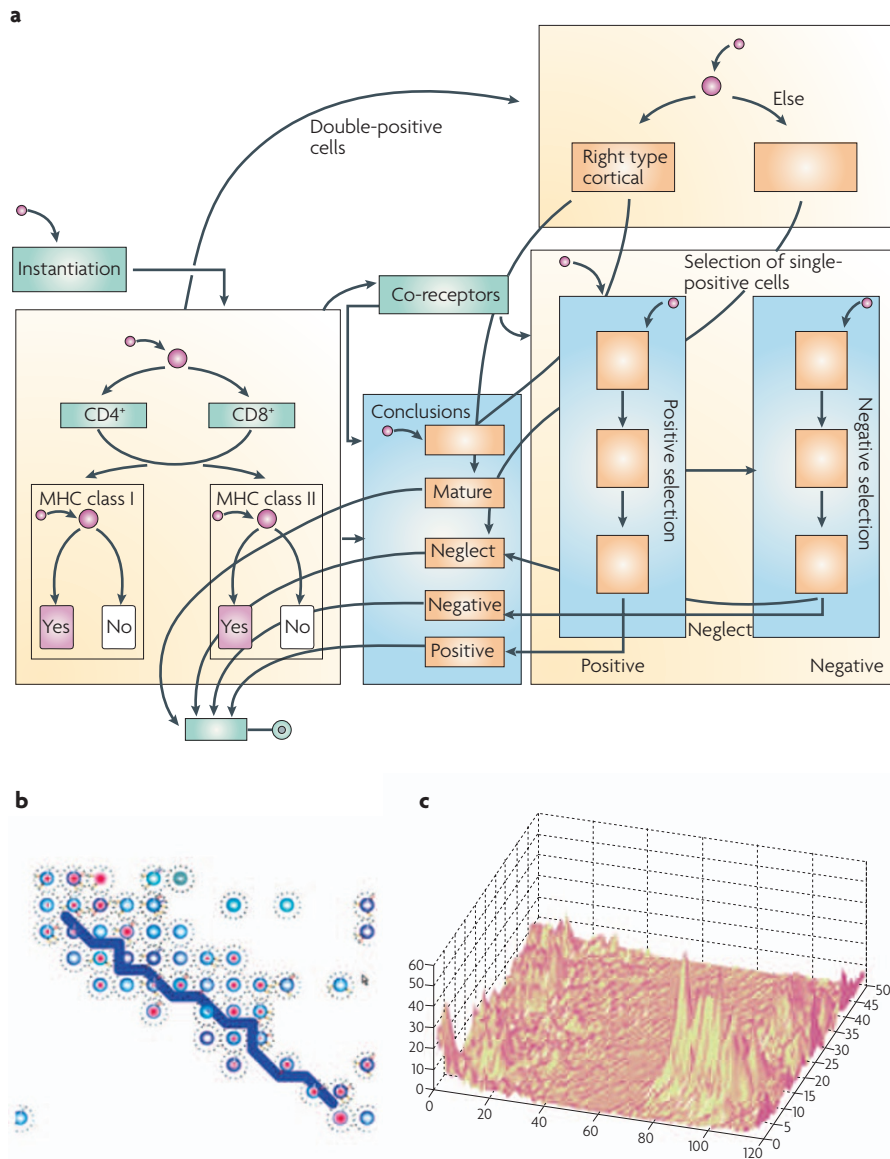 a
Else
Double-positive
cells
Right type
cortical
Instantiation
Co-receptors
Selection of single-
positive cells
CD4⁺
CD8⁺
Conclusions
Positive selection
Negative selection
MHC class I
MHC class II
Mature
Neglect
Yes
No
Yes
No
Negative
Neglect
Positive
Positive
Negative
b
c
60
50
40
30
20
10
0
0
20
40
60
80
100
120
0
5
10
15
20
25
30
35
40
45
50